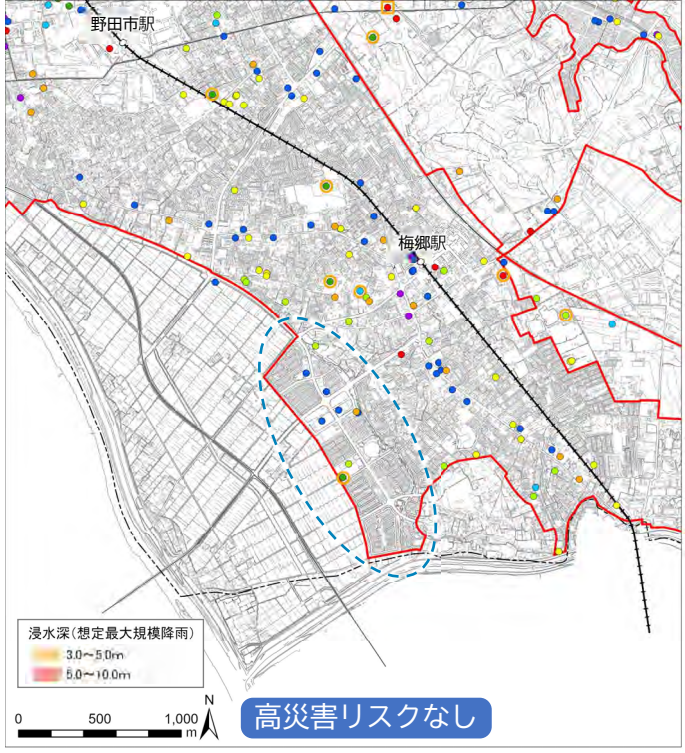 野田市駅
梅郷駅
浸水深(想定最大規模降雨)
3.0～5.0m
5.0～10.0m
0 500 1,000 m
N
高災害リスクなし